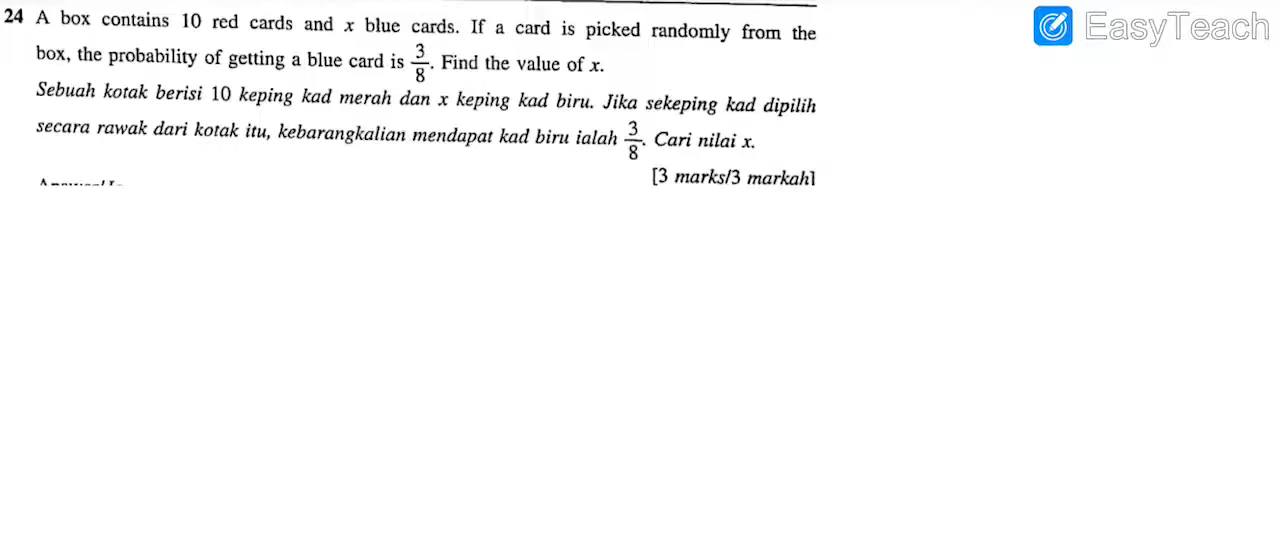 24 A box contains 10 red cards and x blue cards. If a card is picked randomly from the
box, the probability of getting a blue card is 3/8. Find the value of x.
Sebuah kotak berisi 10 keping kad merah dan x keping kad biru. Jika sekeping kad dipilih
secara rawak dari kotak itu, kebarangkalian mendapat kad biru ialah 3/8. Cari nilai x.
[3 marks/3 markah]
EasyTeach